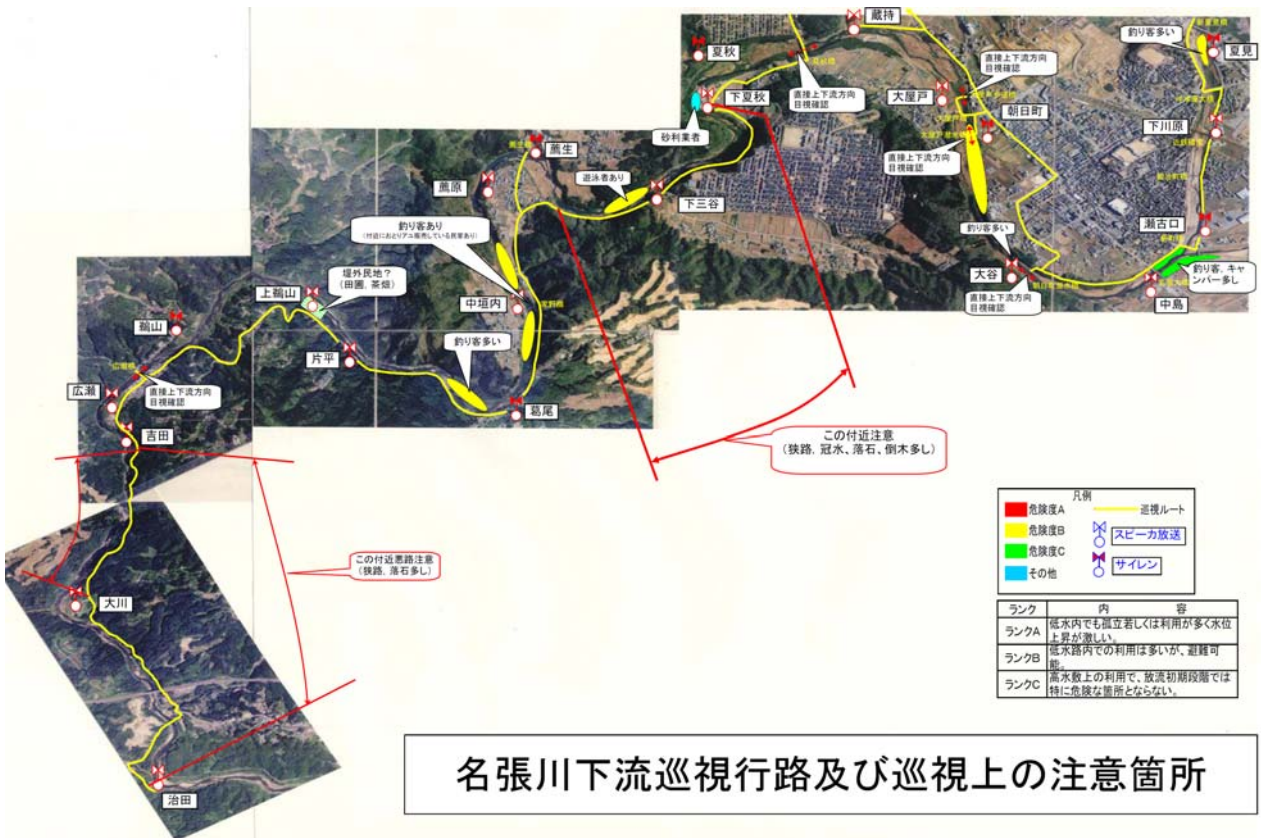 蔵持
釣り客多い
夏見
夏秋
直接上下流方向
目視確認
直接上下流方向
目視確認
下夏秋
大屋戸
朝日町
下川原
砂利業者
直接上下流方向
目視確認
薦生
薦原
遊泳者あり
下三谷
釣り客あり
(付近におとりアユ販売している民家あり)
釣り客多い
瀬古口
大谷
釣り客、キャ
ンパー多し
中島
朝日町潜水橋
直接上下流方向
目視確認
堤外民地?
(田圃、茶畑)
上鵜山
中垣内
鵜山
片平
釣り客多い
広瀬橋
広瀬
直接上下流方向
目視確認
葛尾
吉田
この付近注意
(狭路、冠水、落石、倒木多し)
この付近悪路注意
(狭路、落石多し)
大川
治田
凡例
危険度A
巡視ルート
危険度B
スピーカ放送
危険度C
サイレン
その他
ランク 内 容
ランクA 低水内でも孤立若しくは利用が多く水位
上昇が激しい。
ランクB 低水路内での利用は多いが、避難可
能。
ランクC 高水敷上の利用で、放流初期段階では
特に危険な箇所とならない。
名張川下流巡視行路及び巡視上の注意箇所